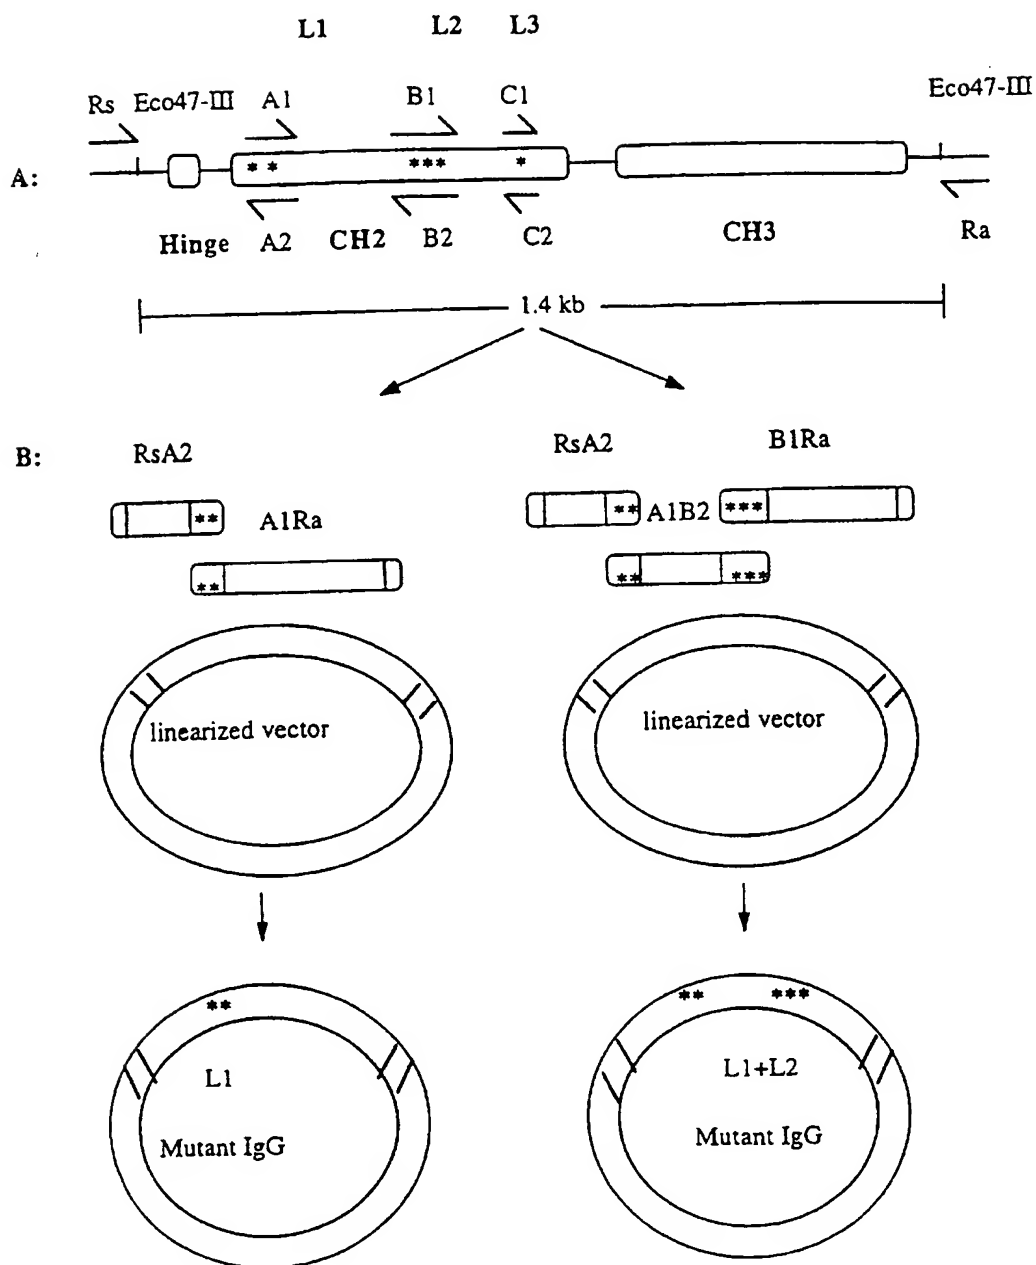 L1 L2 L3
Rs Eco47-III A1 B1 C1 Eco47-III
** *** *
A:
Hinge A2 CH2 B2 C2 CH3 Ra
1.4 kb
B: RsA2 RsA2 B1Ra
** A1Ra ** A1B2 ***
** ** ***
linearized vector linearized vector
** ** ***
L1 L1+L2
Mutant IgG Mutant IgG